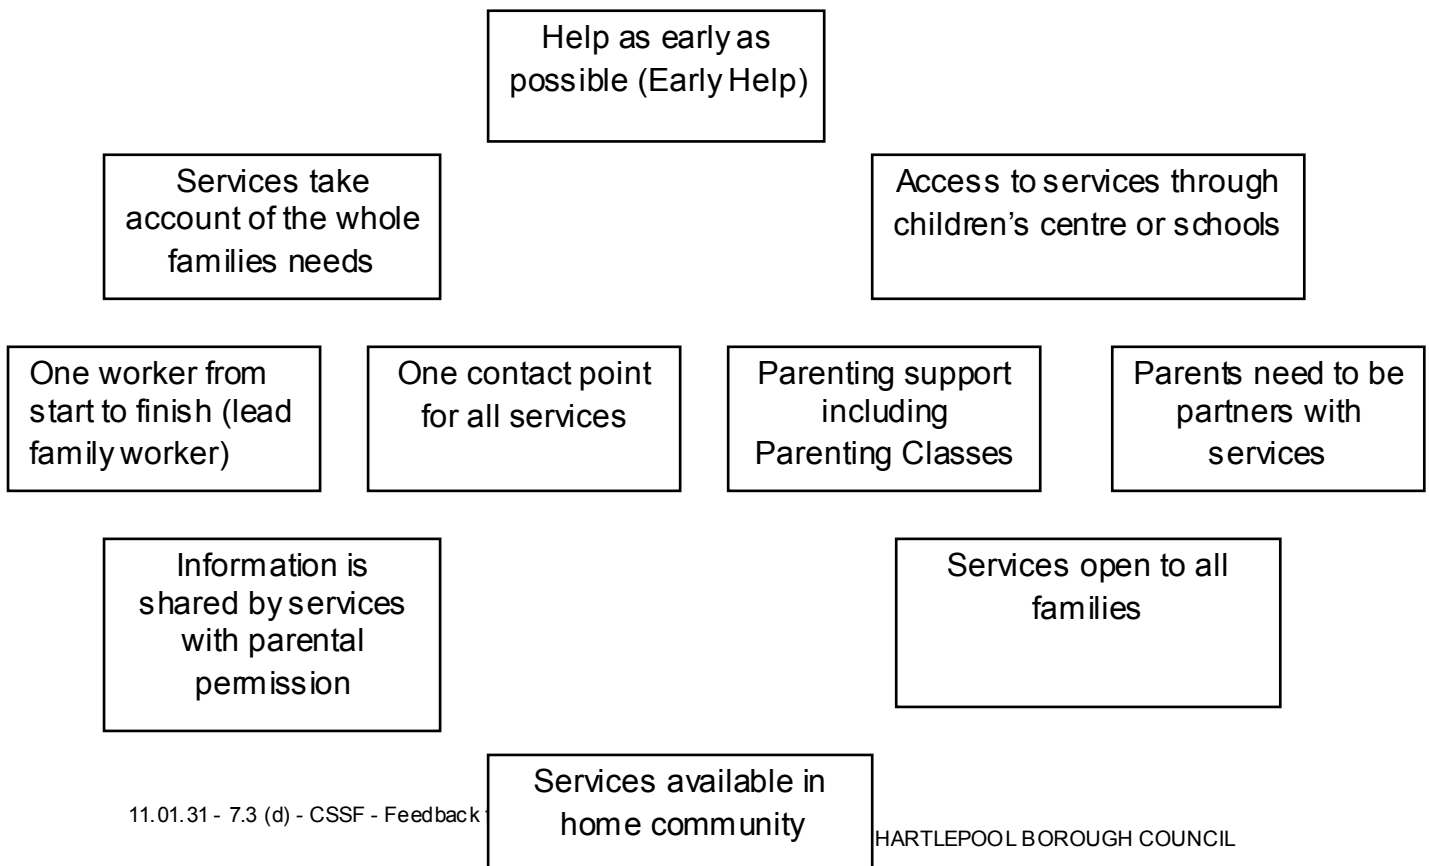 Help as early as
possible (Early Help)
Services take
account of the whole
families needs
Access to services through
children's centre or schools
One worker from
start to finish (lead
family worker)
One contact point
for all services
Parenting support
including
Parenting Classes
Parents need to be
partners with
services
Information is
shared by services
with parental
permission
Services open to all
families
Services available in
home community
11.01.31 - 7.3 (d) - CSSF - Feedback
HARTLEPOOL BOROUGH COUNCIL